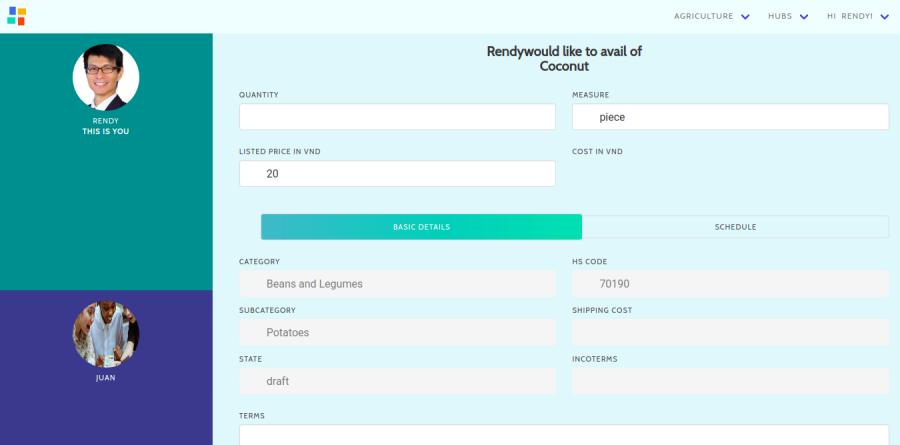 AGRICULTURE
HUBS
HI RENDY!
RENDY
THIS IS YOU
JUAN
Rendywould like to avail of
Coconut
QUANTITY
MEASURE
piece
LISTED PRICE IN VND
COST IN VND
20
BASIC DETAILS
SCHEDULE
CATEGORY
HS CODE
Beans and Legumes
70190
SUBCATEGORY
SHIPPING COST
Potatoes
STATE
INCOTERMS
draft
TERMS